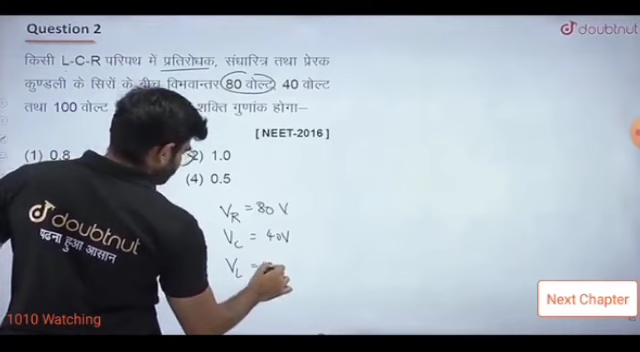 Question 2
doubtnut
किसी L-C-R परिपथ में प्रतिरोधक, संधारित्र तथा प्रेरक
कुण्डली के सिरों के बीच विभवान्तर 80 वोल्ट, 40 वोल्ट
तथा 100 वोल्ट शक्ति गुणांक होगा–
[NEET-2016]
(1) 0.8
(2) 1.0
(4) 0.5
V_R = 80 V
V_C = 40V
V_L =
doubtnut
पढ़ना हुआ आसान
Next Chapter
1010 Watching